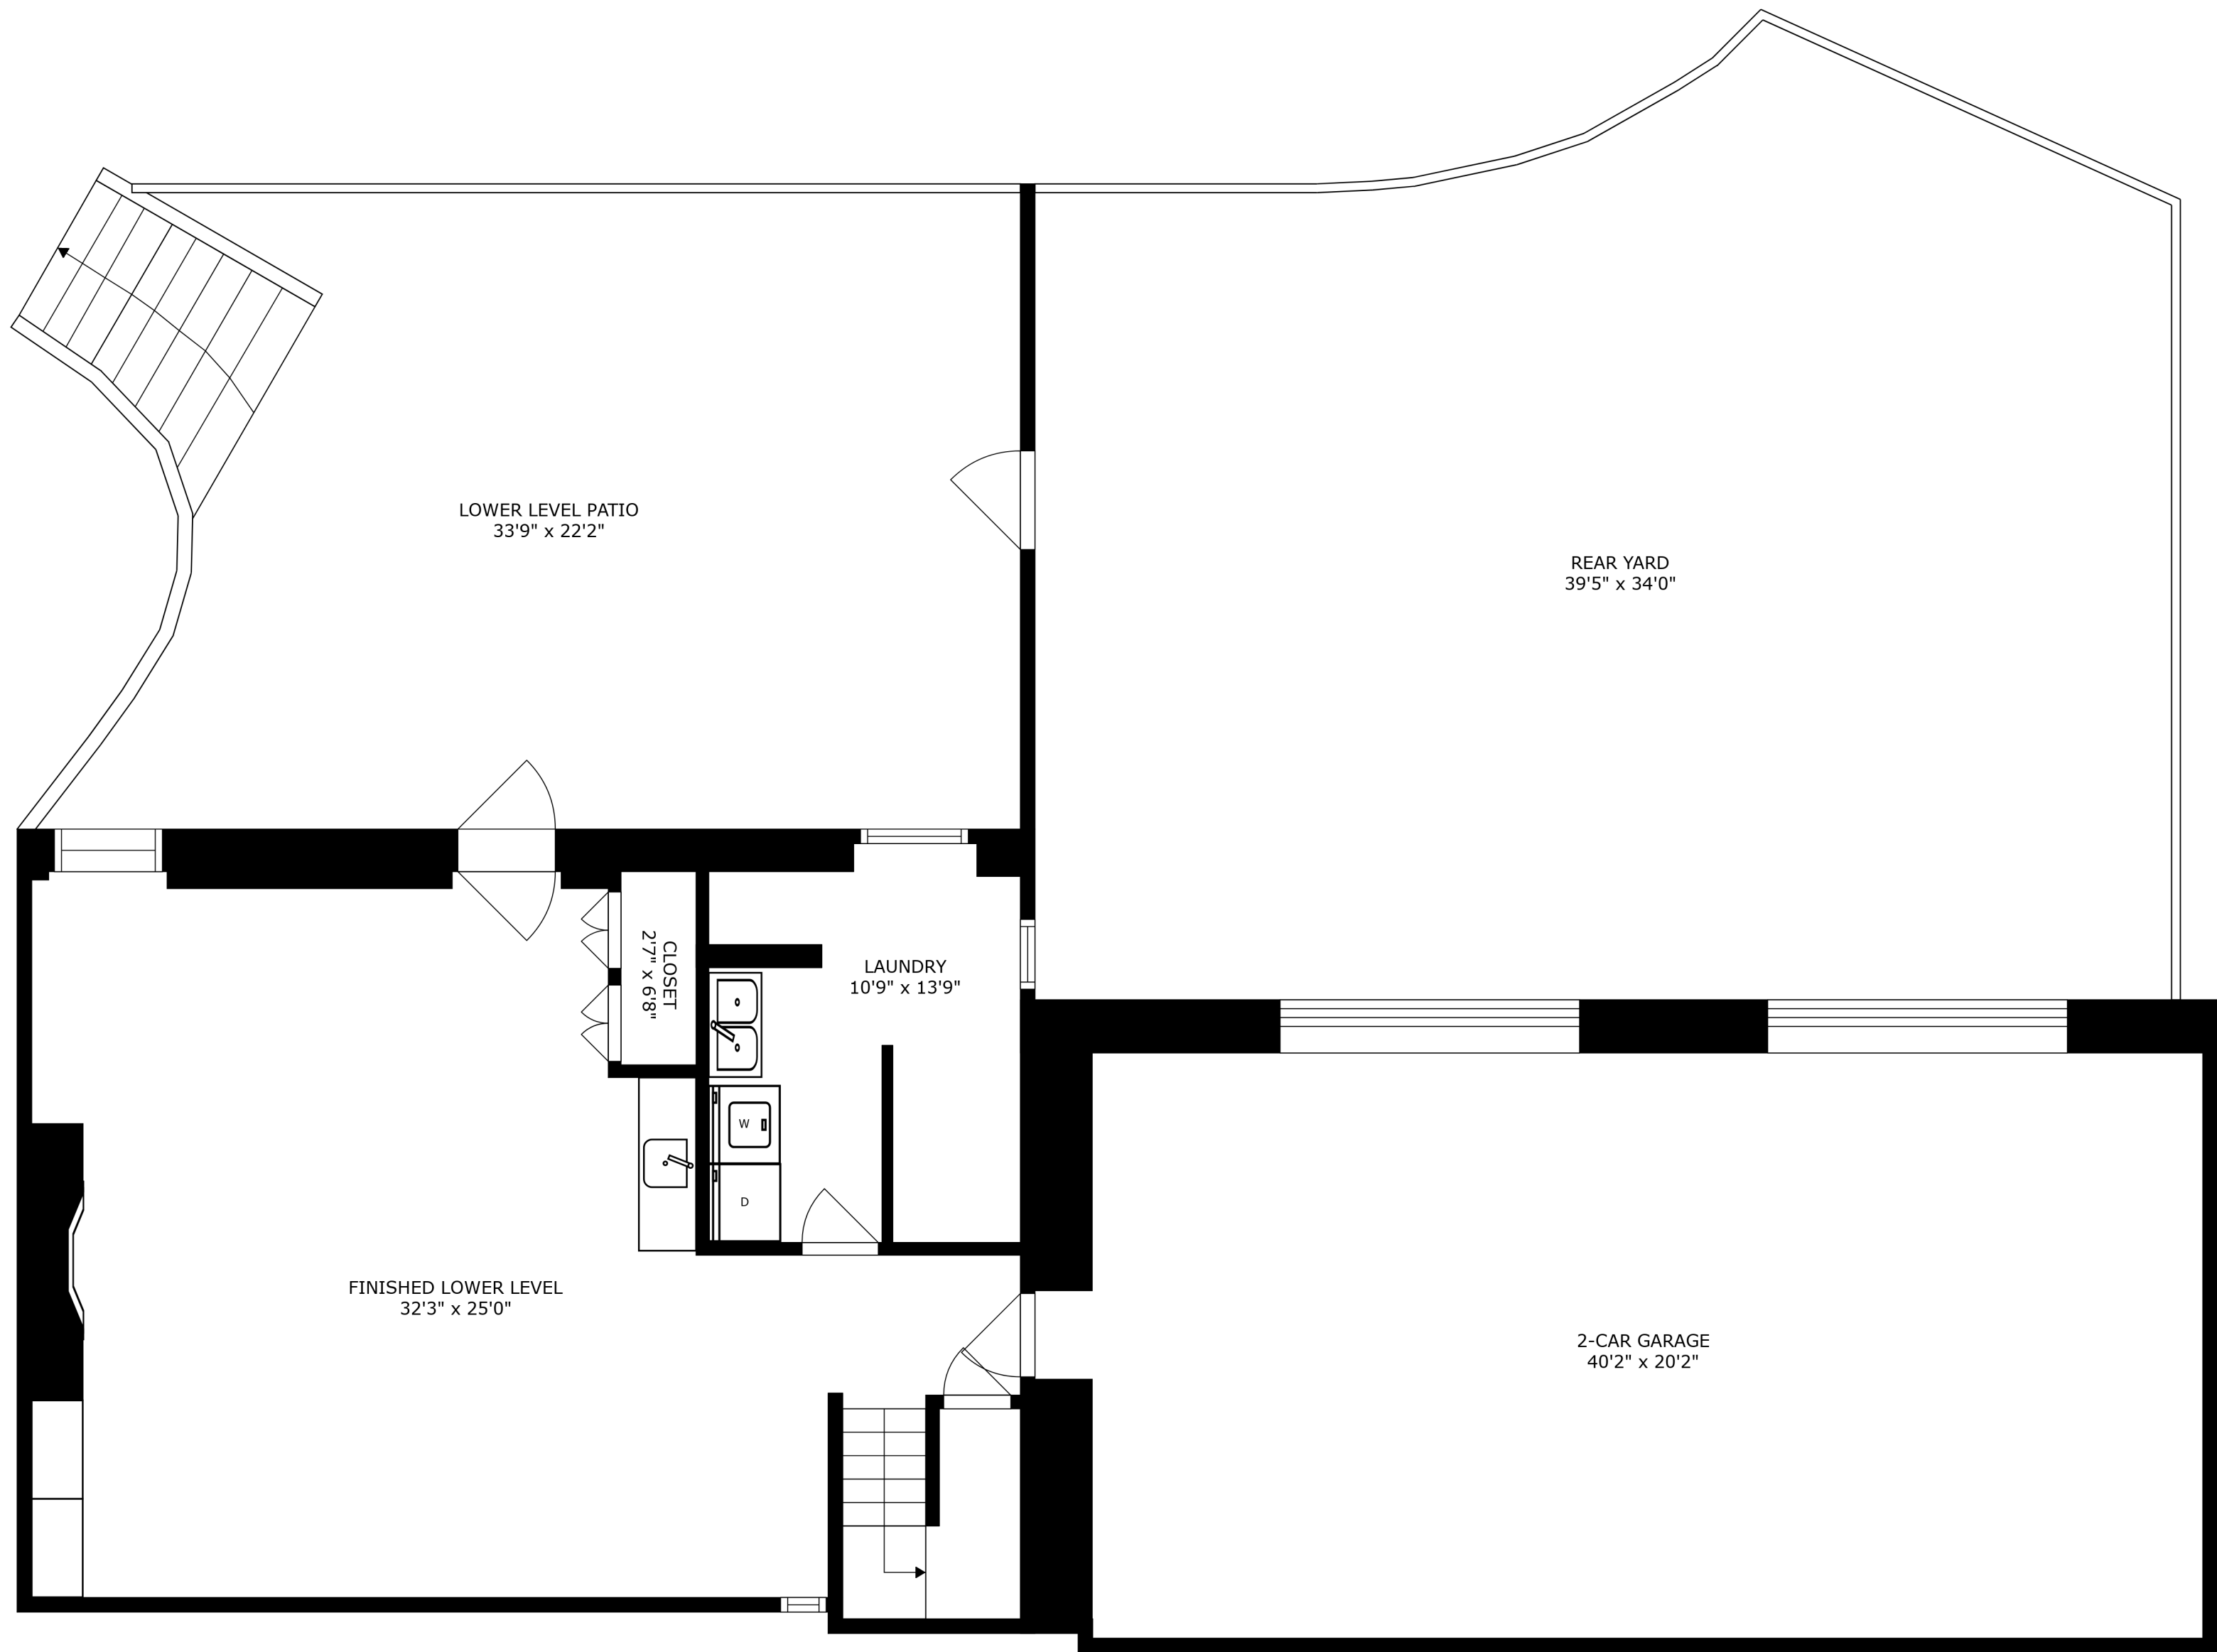 LOWER LEVEL PATIO
33'9" x 22'2"
REAR YARD
39'5" x 34'0"
CLOSET
2'7" x 6'8"
LAUNDRY
10'9" x 13'9"
W
D
FINISHED LOWER LEVEL
32'3" x 25'0"
2-CAR GARAGE
40'2" x 20'2"